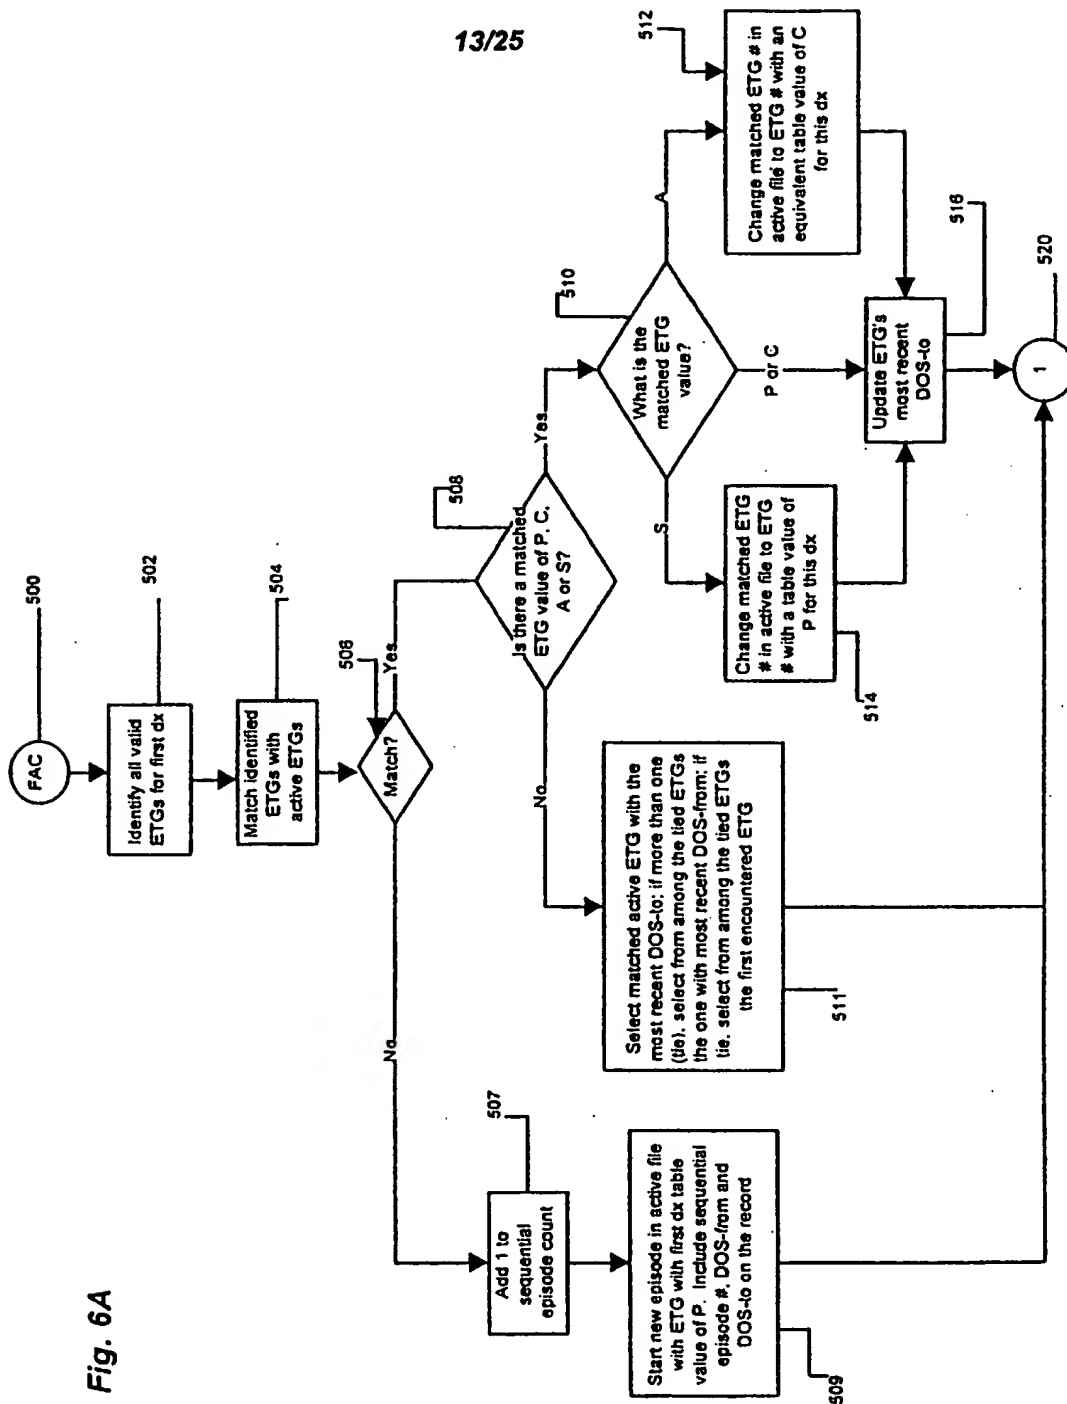 Fig. 6A
13/25
FAC
500
Identify all valid
ETGs for first dx
502
Match identified
ETGs with
active ETGs
504
Match?
506
No
Yes
Add 1 to
sequential
episode count
507
Start new episode in active file
with ETG with first dx table
value of P. Include sequential
episode #, DOS-from and
DOS-to on the record
509
Is there a matched
ETG value of P, C,
A or S?
508
No
Yes
Select matched active ETG with the
most recent DOS-to; if more than one
(tie), select from among the tied ETGs
the one with most recent DOS-from; if
tie, select from among the tied ETGs
the first encountered ETG
511
What is the
matched ETG
value?
510
S
P or C
A
Change matched ETG
# in active file to ETG
# with a table value of
P for this dx
514
Change matched ETG # in
active file to ETG # with an
equivalent table value of C
for this dx
512
Update ETG's
most recent
DOS-to
516
1
520